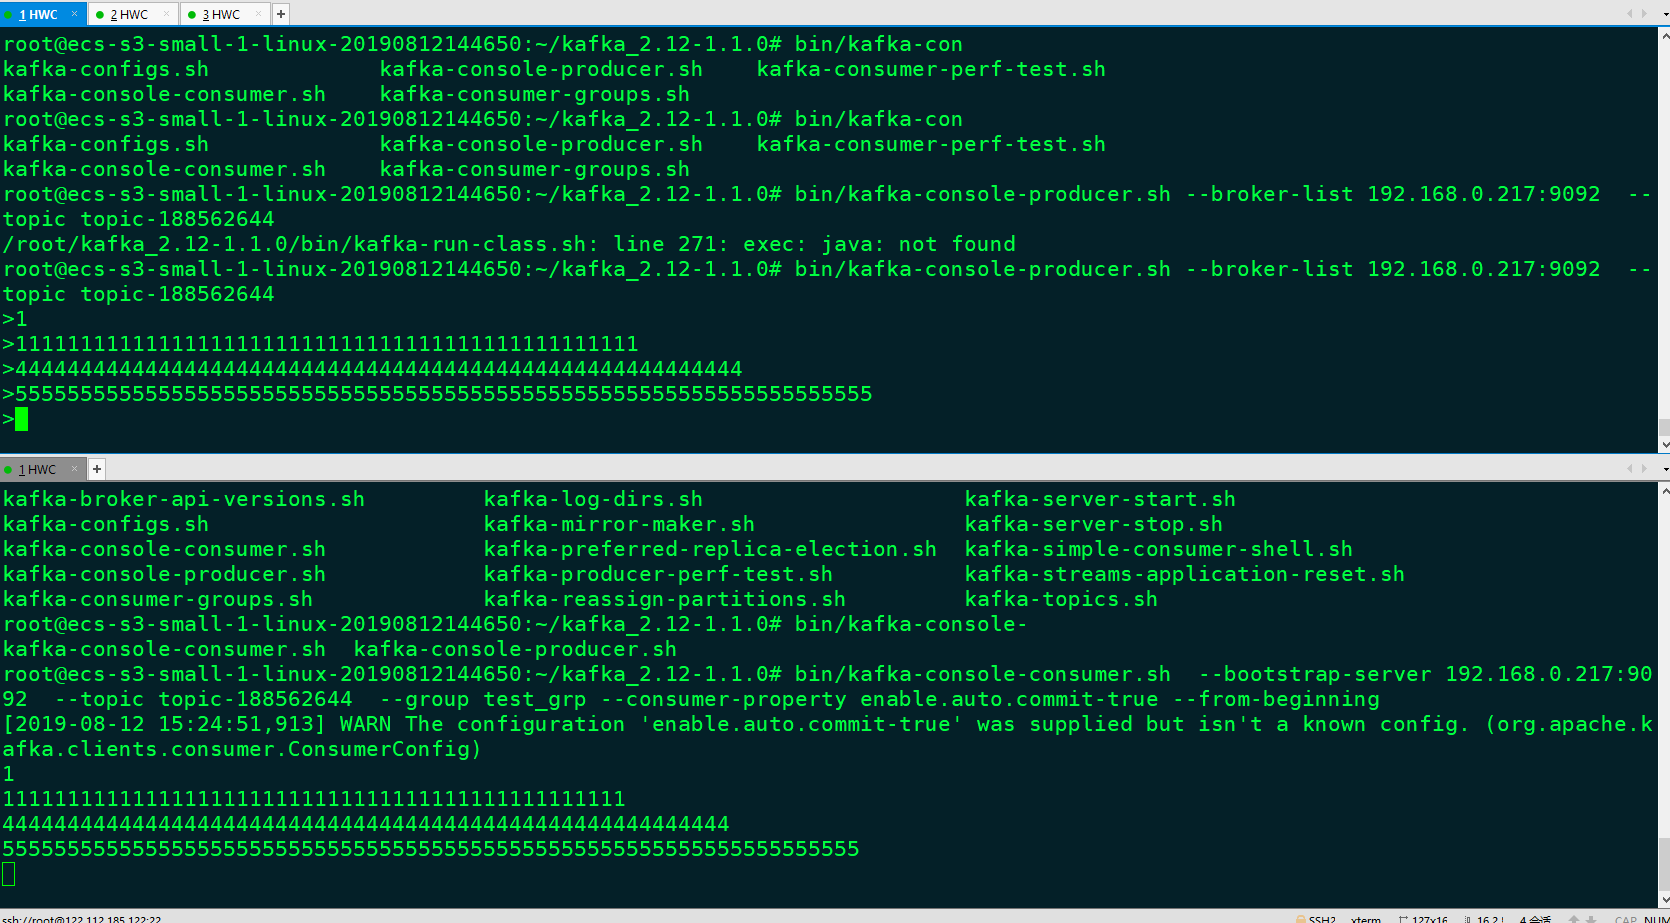 1 HWC × 2 HWC × 3 HWC × +
root@ecs-s3-small-1-linux-20190812144650:~/kafka_2.12-1.1.0# bin/kafka-con
kafka-configs.sh kafka-console-producer.sh kafka-consumer-perf-test.sh
kafka-console-consumer.sh kafka-consumer-groups.sh
root@ecs-s3-small-1-linux-20190812144650:~/kafka_2.12-1.1.0# bin/kafka-con
kafka-configs.sh kafka-console-producer.sh kafka-consumer-perf-test.sh
kafka-console-consumer.sh kafka-consumer-groups.sh
root@ecs-s3-small-1-linux-20190812144650:~/kafka_2.12-1.1.0# bin/kafka-console-producer.sh --broker-list 192.168.0.217:9092 --
topic topic-188562644
/root/kafka_2.12-1.1.0/bin/kafka-run-class.sh: line 271: exec: java: not found
root@ecs-s3-small-1-linux-20190812144650:~/kafka_2.12-1.1.0# bin/kafka-console-producer.sh --broker-list 192.168.0.217:9092 --
topic topic-188562644
>1
>111111111111111111111111111111111111111111111111
>44444444444444444444444444444444444444444444444444444444
>555555555555555555555555555555555555555555555555555555555555555555
>
1 HWC × +
kafka-broker-api-versions.sh kafka-log-dirs.sh kafka-server-start.sh
kafka-configs.sh kafka-mirror-maker.sh kafka-server-stop.sh
kafka-console-consumer.sh kafka-preferred-replica-election.sh kafka-simple-consumer-shell.sh
kafka-console-producer.sh kafka-producer-perf-test.sh kafka-streams-application-reset.sh
kafka-consumer-groups.sh kafka-reassign-partitions.sh kafka-topics.sh
root@ecs-s3-small-1-linux-20190812144650:~/kafka_2.12-1.1.0# bin/kafka-console-
kafka-console-consumer.sh kafka-console-producer.sh
root@ecs-s3-small-1-linux-20190812144650:~/kafka_2.12-1.1.0# bin/kafka-console-consumer.sh --bootstrap-server 192.168.0.217:90
92 --topic topic-188562644 --group test_grp --consumer-property enable.auto.commit-true --from-beginning
[2019-08-12 15:24:51,913] WARN The configuration 'enable.auto.commit-true' was supplied but isn't a known config. (org.apache.k
afka.clients.consumer.ConsumerConfig)
1
111111111111111111111111111111111111111111111111
44444444444444444444444444444444444444444444444444444444
555555555555555555555555555555555555555555555555555555555555555555
ssh://root@122.112.185.122:22 SSH2 xterm 127x16 4 会话 CAP NUM